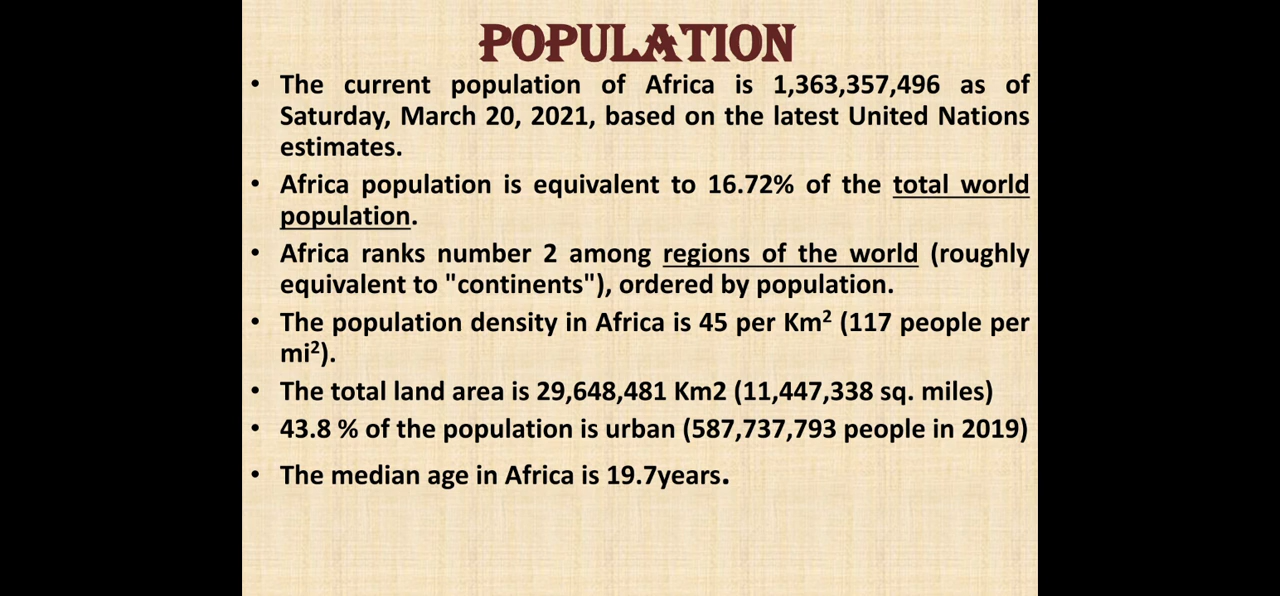 POPULATION
• The current population of Africa is 1,363,357,496 as of
Saturday, March 20, 2021, based on the latest United Nations
estimates.
• Africa population is equivalent to 16.72% of the total world
population.
• Africa ranks number 2 among regions of the world (roughly
equivalent to "continents"), ordered by population.
• The population density in Africa is 45 per Km² (117 people per
mi²).
• The total land area is 29,648,481 Km2 (11,447,338 sq. miles)
• 43.8 % of the population is urban (587,737,793 people in 2019)
• The median age in Africa is 19.7years.